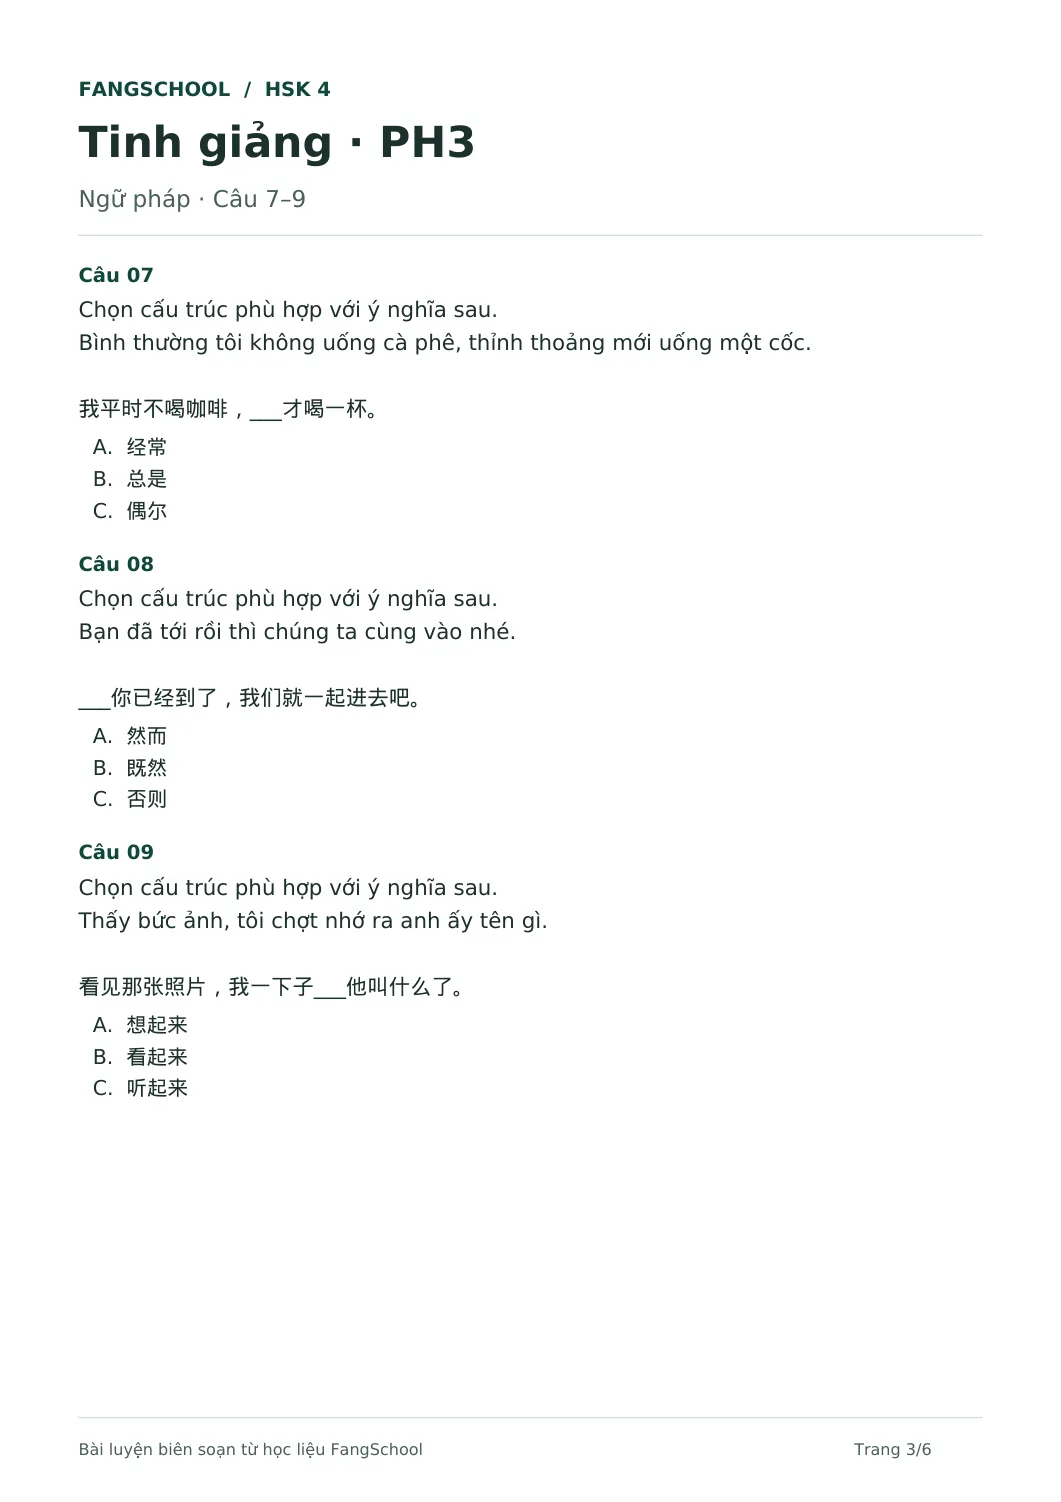 FANGSCHOOL / HSK 4
Tinh giảng · PH3
Ngữ pháp · Câu 7–9
Câu 07
Chọn cấu trúc phù hợp với ý nghĩa sau.
Bình thường tôi không uống cà phê, thỉnh thoảng mới uống một cốc.
我平时不喝咖啡，___才喝一杯。
A. 经常
B. 总是
C. 偶尔
Câu 08
Chọn cấu trúc phù hợp với ý nghĩa sau.
Bạn đã tới rồi thì chúng ta cùng vào nhé.
___你已经到了，我们就一起进去吧。
A. 然而
B. 既然
C. 否则
Câu 09
Chọn cấu trúc phù hợp với ý nghĩa sau.
Thấy bức ảnh, tôi chợt nhớ ra anh ấy tên gì.
看见那张照片，我一下子___他叫什么了。
A. 想起来
B. 看起来
C. 听起来
Bài luyện biên soạn từ học liệu FangSchool
Trang 3/6